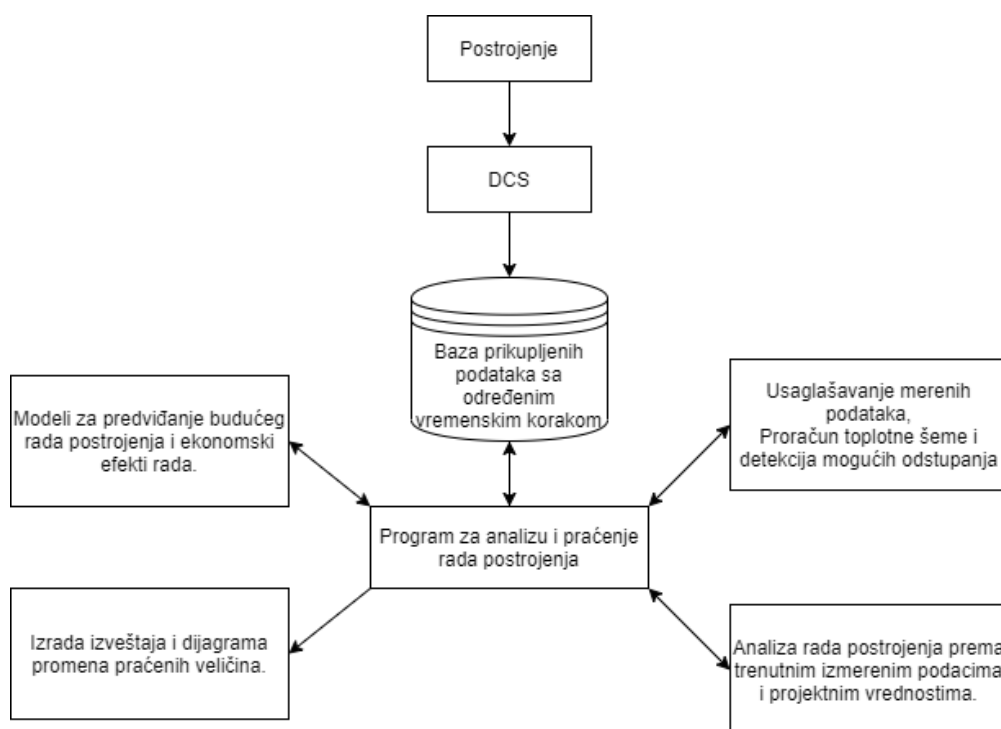 Postrojenje
DCS
Baza prikupljenih
podataka sa
određenim
vremenskim korakom
Modeli za predviđanje budućeg
rada postrojenja i ekonomski
efekti rada.
Usaglašavanje merenih
podataka,
Proračun toplotne šeme i
detekcija mogućih odstupanja
Program za analizu i praćenje
rada postrojenja
Izrada izveštaja i dijagrama
promena praćenih veličina.
Analiza rada postrojenja prema
trenutnim izmerenim podacima
i projektnim vrednostima.